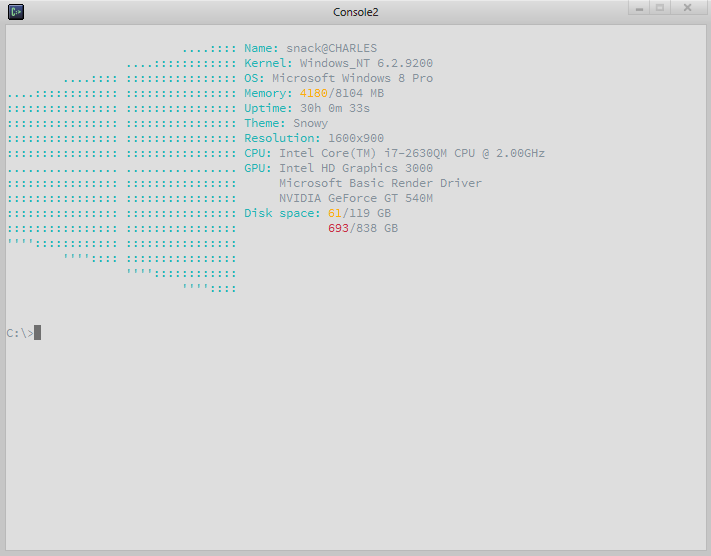 Console2
Name: snack@CHARLES
Kernel: Windows_NT 6.2.9200
OS: Microsoft Windows 8 Pro
Memory: 4180/8104 MB
Uptime: 30h 0m 33s
Theme: Snowy
Resolution: 1600x900
CPU: Intel Core(TM) i7-2630QM CPU @ 2.00GHz
GPU: Intel HD Graphics 3000
Microsoft Basic Render Driver
NVIDIA GeForce GT 540M
Disk space: 61/119 GB
693/838 GB
C:\>